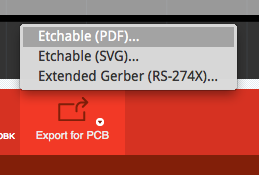 Etchable (PDF)...
Etchable (SVG)...
Extended Gerber (RS-274X)...
Export for PCB